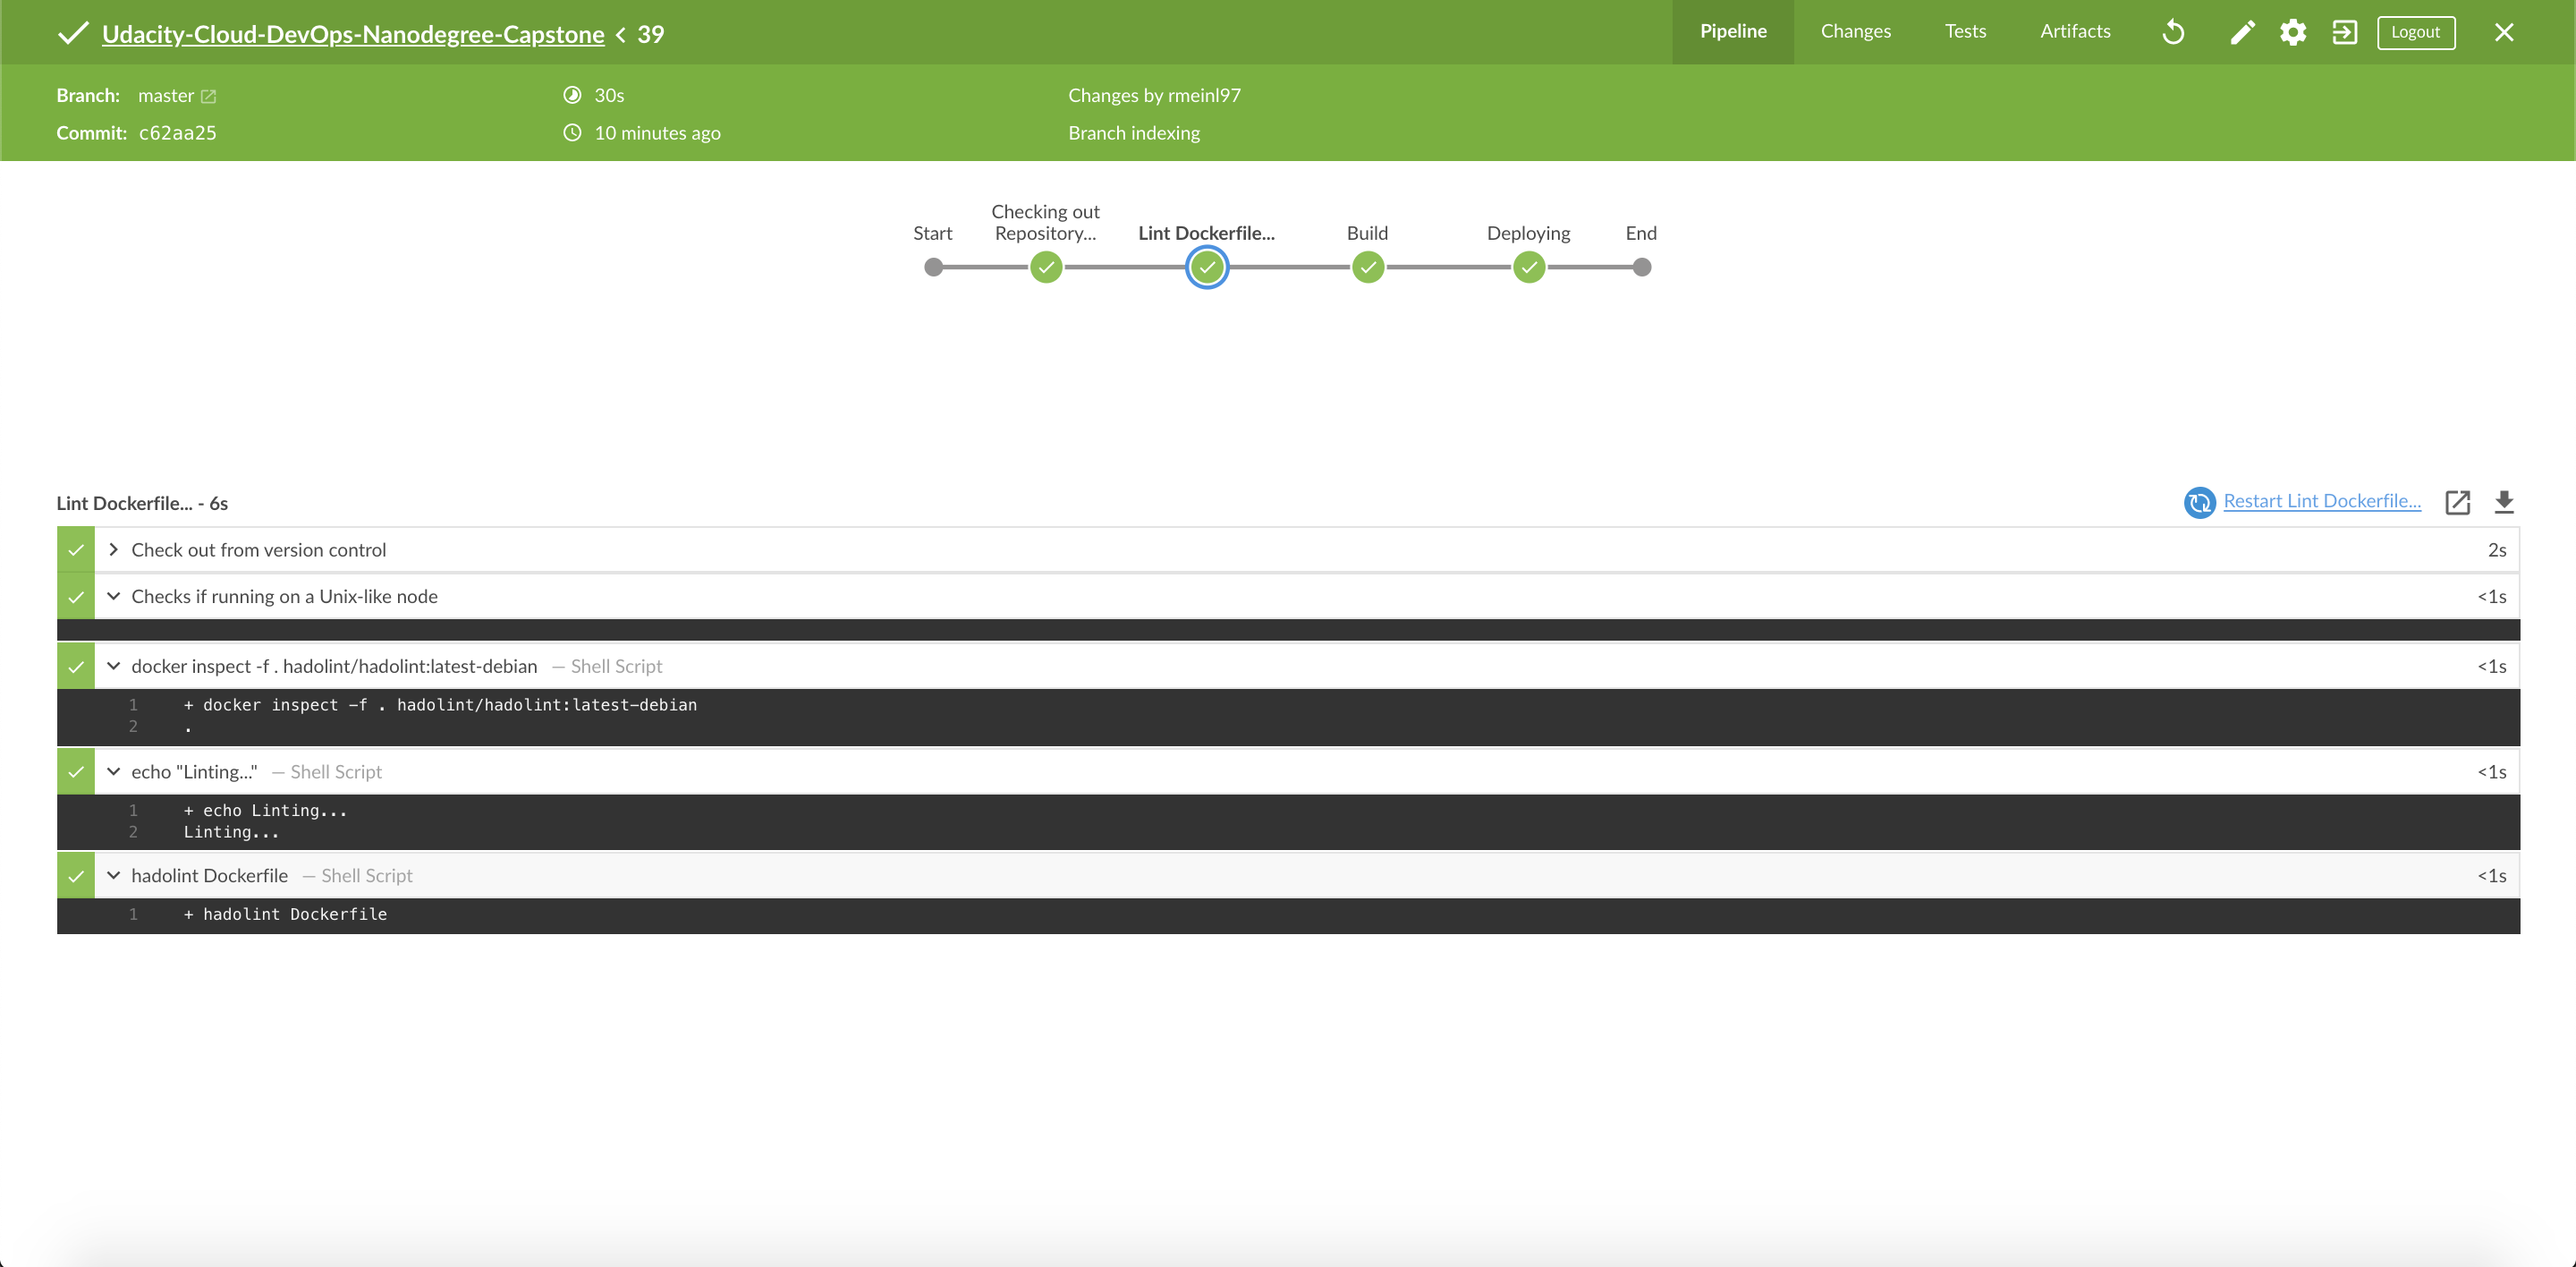 Udacity-Cloud-DevOps-Nanodegree-Capstone < 39
Pipeline Changes Tests Artifacts Logout
Branch: master 30s Changes by rmeinl97
Commit: c62aa25 10 minutes ago Branch indexing
Start Checking out Repository... Lint Dockerfile... Build Deploying End
Lint Dockerfile... - 6s Restart Lint Dockerfile...
Check out from version control 2s
Checks if running on a Unix-like node <1s
docker inspect -f . hadolint/hadolint:latest-debian — Shell Script <1s
1 + docker inspect -f . hadolint/hadolint:latest-debian
2 .
echo "Linting..." — Shell Script <1s
1 + echo Linting...
2 Linting...
hadolint Dockerfile — Shell Script <1s
1 + hadolint Dockerfile